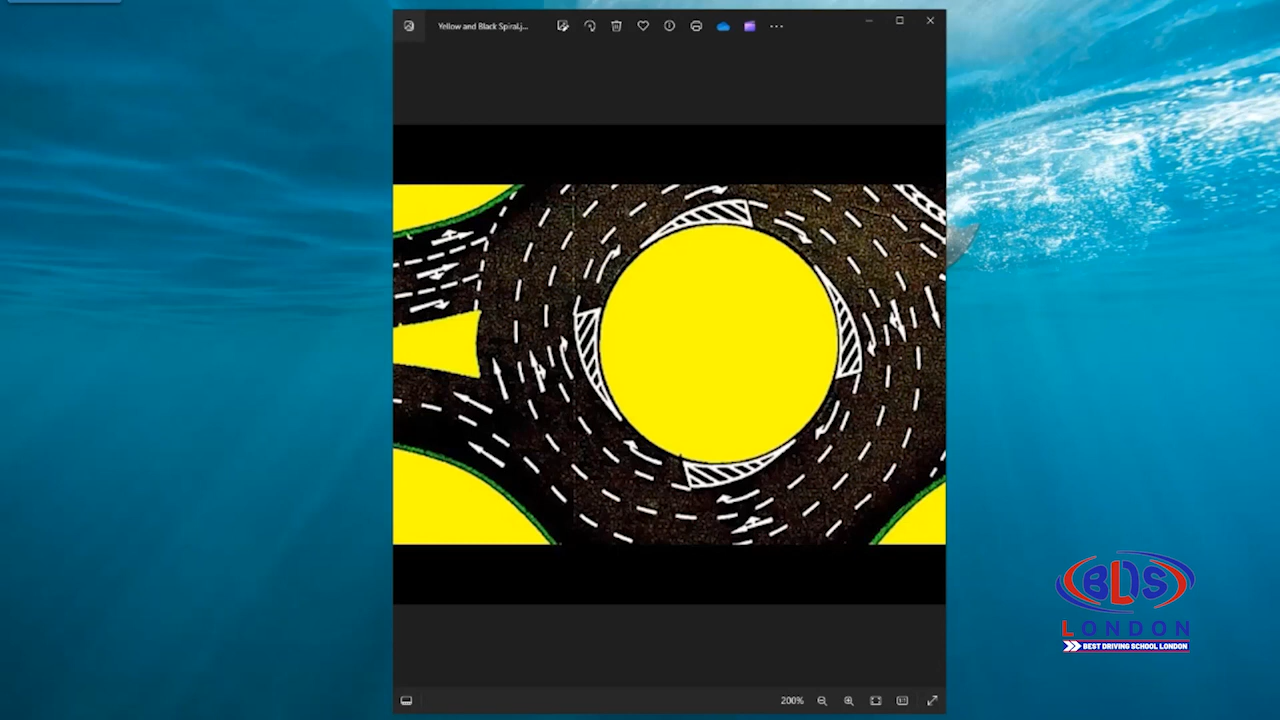 Yellow and Black Spiral.j...
200%
BDS
LONDON
BEST DRIVING SCHOOL LONDON